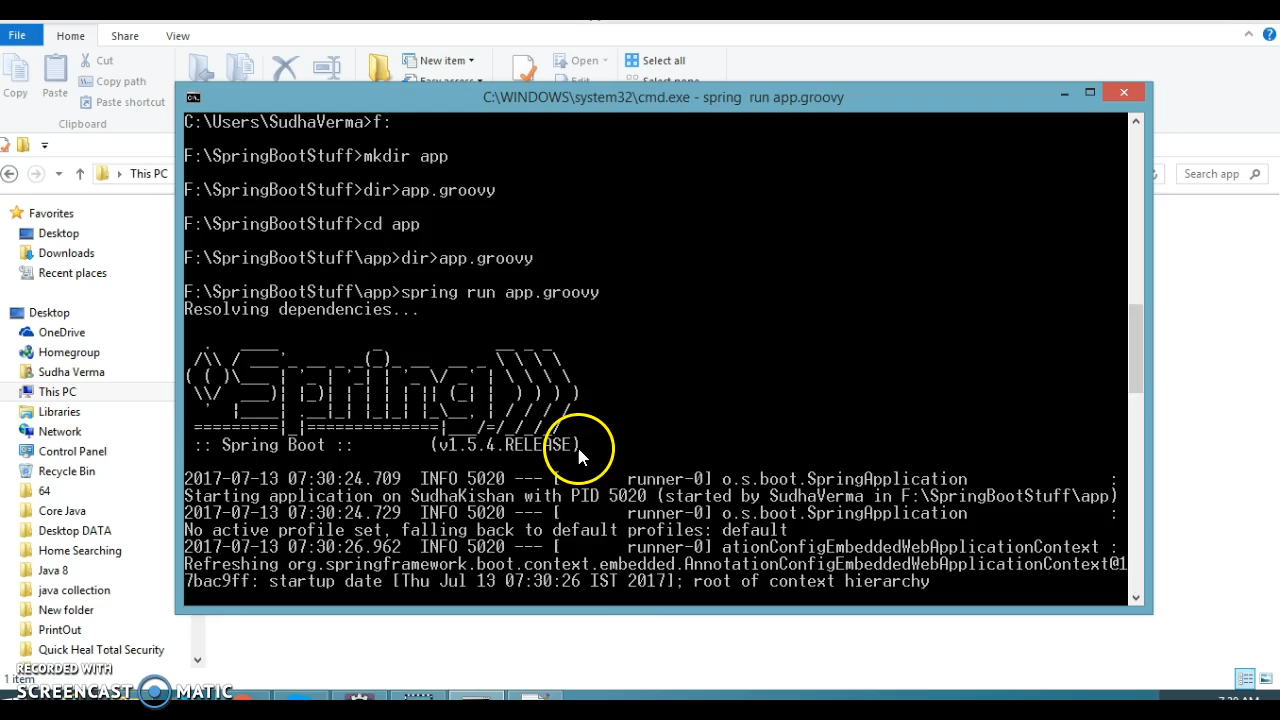 File Home Share View
Cut
Copy path
Paste shortcut
Copy Paste
Clipboard
New item
Easy access
Open
Edit
Select all
Select none
C:\WINDOWS\system32\cmd.exe - spring run app.groovy
This PC
Search app
Favorites
Desktop
Downloads
Recent places
Desktop
OneDrive
Homegroup
Sudha Verma
This PC
Libraries
Network
Control Panel
Recycle Bin
64
Core Java
Desktop DATA
Home Searching
Java 8
java collection
New folder
PrintOut
Quick Heal Total Security
C:\Users\SudhaVerma>f:
F:\SpringBootStuff>mkdir app
F:\SpringBootStuff>dir>app.groovy
F:\SpringBootStuff>cd app
F:\SpringBootStuff\app>dir>app.groovy
F:\SpringBootStuff\app>spring run app.groovy
Resolving dependencies...
Spring
:: Spring Boot :: (v1.5.4.RELEASE)
2017-07-13 07:30:24.709 INFO 5020 --- [ runner-0] o.s.boot.SpringApplication :
Starting application on SudhaKishan with PID 5020 (started by SudhaVerma in F:\SpringBootStuff\app)
2017-07-13 07:30:24.729 INFO 5020 --- [ runner-0] o.s.boot.SpringApplication :
No active profile set, falling back to default profiles: default
2017-07-13 07:30:26.962 INFO 5020 --- [ runner-0] ationConfigEmbeddedWebApplicationContext :
Refreshing org.springframework.boot.context.embedded.AnnotationConfigEmbeddedWebApplicationContext@1
7bac9ff: startup date [Thu Jul 13 07:30:26 IST 2017]; root of context hierarchy
1 item
RECORDED WITH
SCREENCAST MATIC